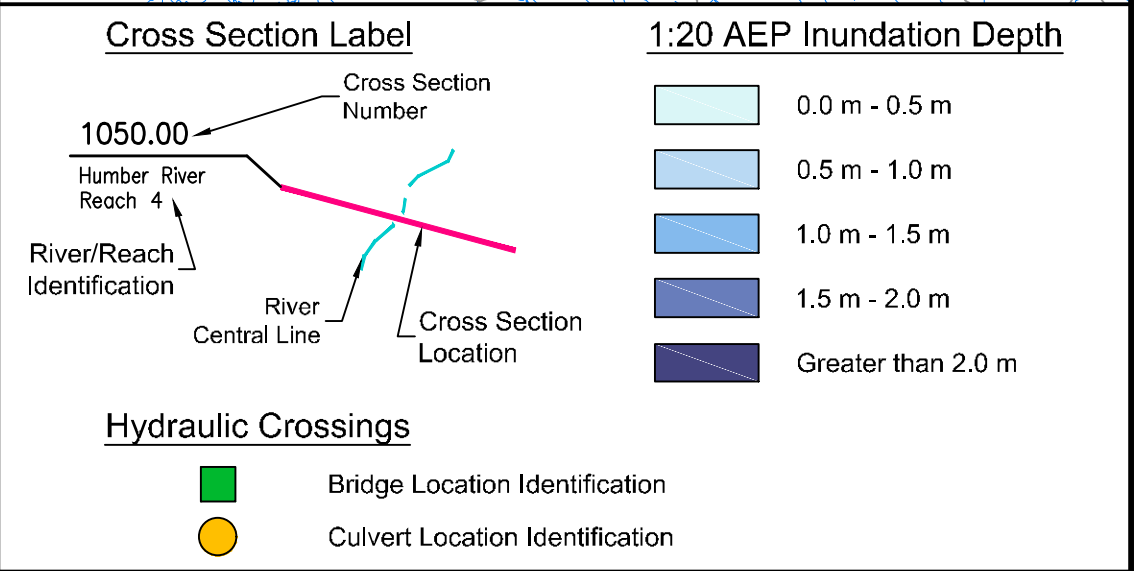 Cross Section Label
Cross Section
Number
1050.00
Humber River
Reach 4
River/Reach
Identification
River
Central Line
Cross Section
Location
1:20 AEP Inundation Depth
0.0 m - 0.5 m
0.5 m - 1.0 m
1.0 m - 1.5 m
1.5 m - 2.0 m
Greater than 2.0 m
Hydraulic Crossings
Bridge Location Identification
Culvert Location Identification